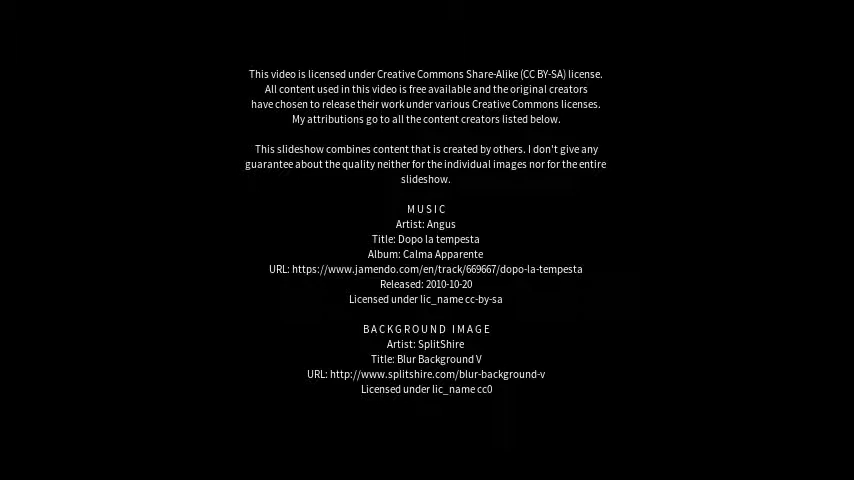 This video is licensed under Creative Commons Share-Alike (CC BY-SA) license.
All content used in this video is free available and the original creators
have chosen to release their work under various Creative Commons licenses.
My attributions go to all the content creators listed below.
This slideshow combines content that is created by others. I don't give any
guarantee about the quality neither for the individual images nor for the entire
slideshow.
MUSIC
Artist: Angus
Title: Dopo la tempesta
Album: Calma Apparente
URL: https://www.jamendo.com/en/track/669667/dopo-la-tempesta
Released: 2010-10-20
Licensed under lic_name cc-by-sa
BACKGROUND IMAGE
Artist: SplitShire
Title: Blur Background V
URL: http://www.splitshire.com/blur-background-v
Licensed under lic_name cc0